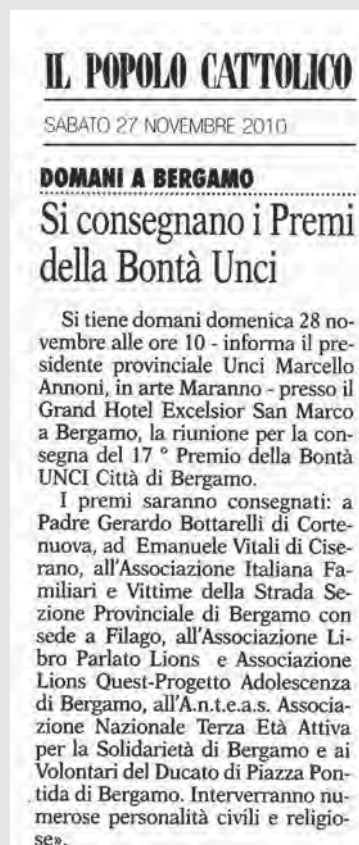 IL POPOLO CATTOLICO
SABATO 27 NOVEMBRE 2010
DOMANI A BERGAMO
Si consegnano i Premi
della Bontà Unci
Si tiene domani domenica 28 no-
vembre alle ore 10 - informa il pre-
sidente provinciale Unci Marcello
Annoni, in arte Maranno - presso il
Grand Hotel Excelsior San Marco
a Bergamo, la riunione per la con-
segna del 17 ° Premio della Bontà
UNCI Città di Bergamo.
I premi saranno consegnati: a
Padre Gerardo Bottarelli di Corte-
nuova, ad Emanuele Vitali di Cise-
rano, all'Associazione Italiana Fa-
miliari e Vittime della Strada Se-
zione Provinciale di Bergamo con
sede a Filago, all'Associazione Li-
bro Parlato Lions e Associazione
Lions Quest-Progetto Adolescenza
di Bergamo, all'A.n.t.e.a.s. Associa-
zione Nazionale Terza Età Attiva
per la Solidarietà di Bergamo e ai
Volontari del Ducato di Piazza Pon-
tida di Bergamo. Interverranno nu-
merose personalità civili e religio-
se».